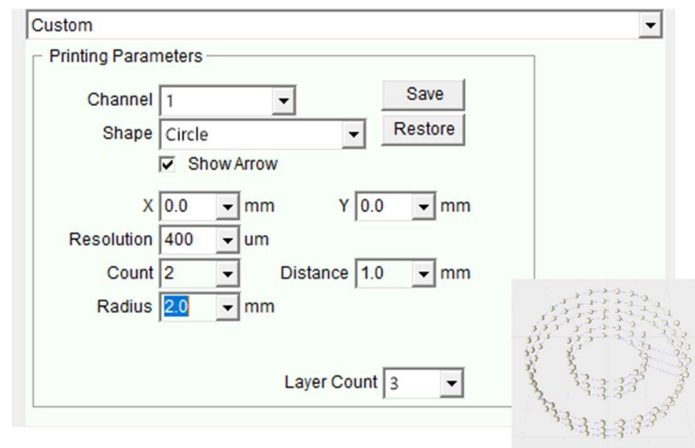 Custom
Printing Parameters
Channel 1 Save
Shape Circle Restore
Show Arrow
X 0.0 mm Y 0.0 mm
Resolution 400 um
Count 2 Distance 1.0 mm
Radius 2.0 mm
Layer Count 3